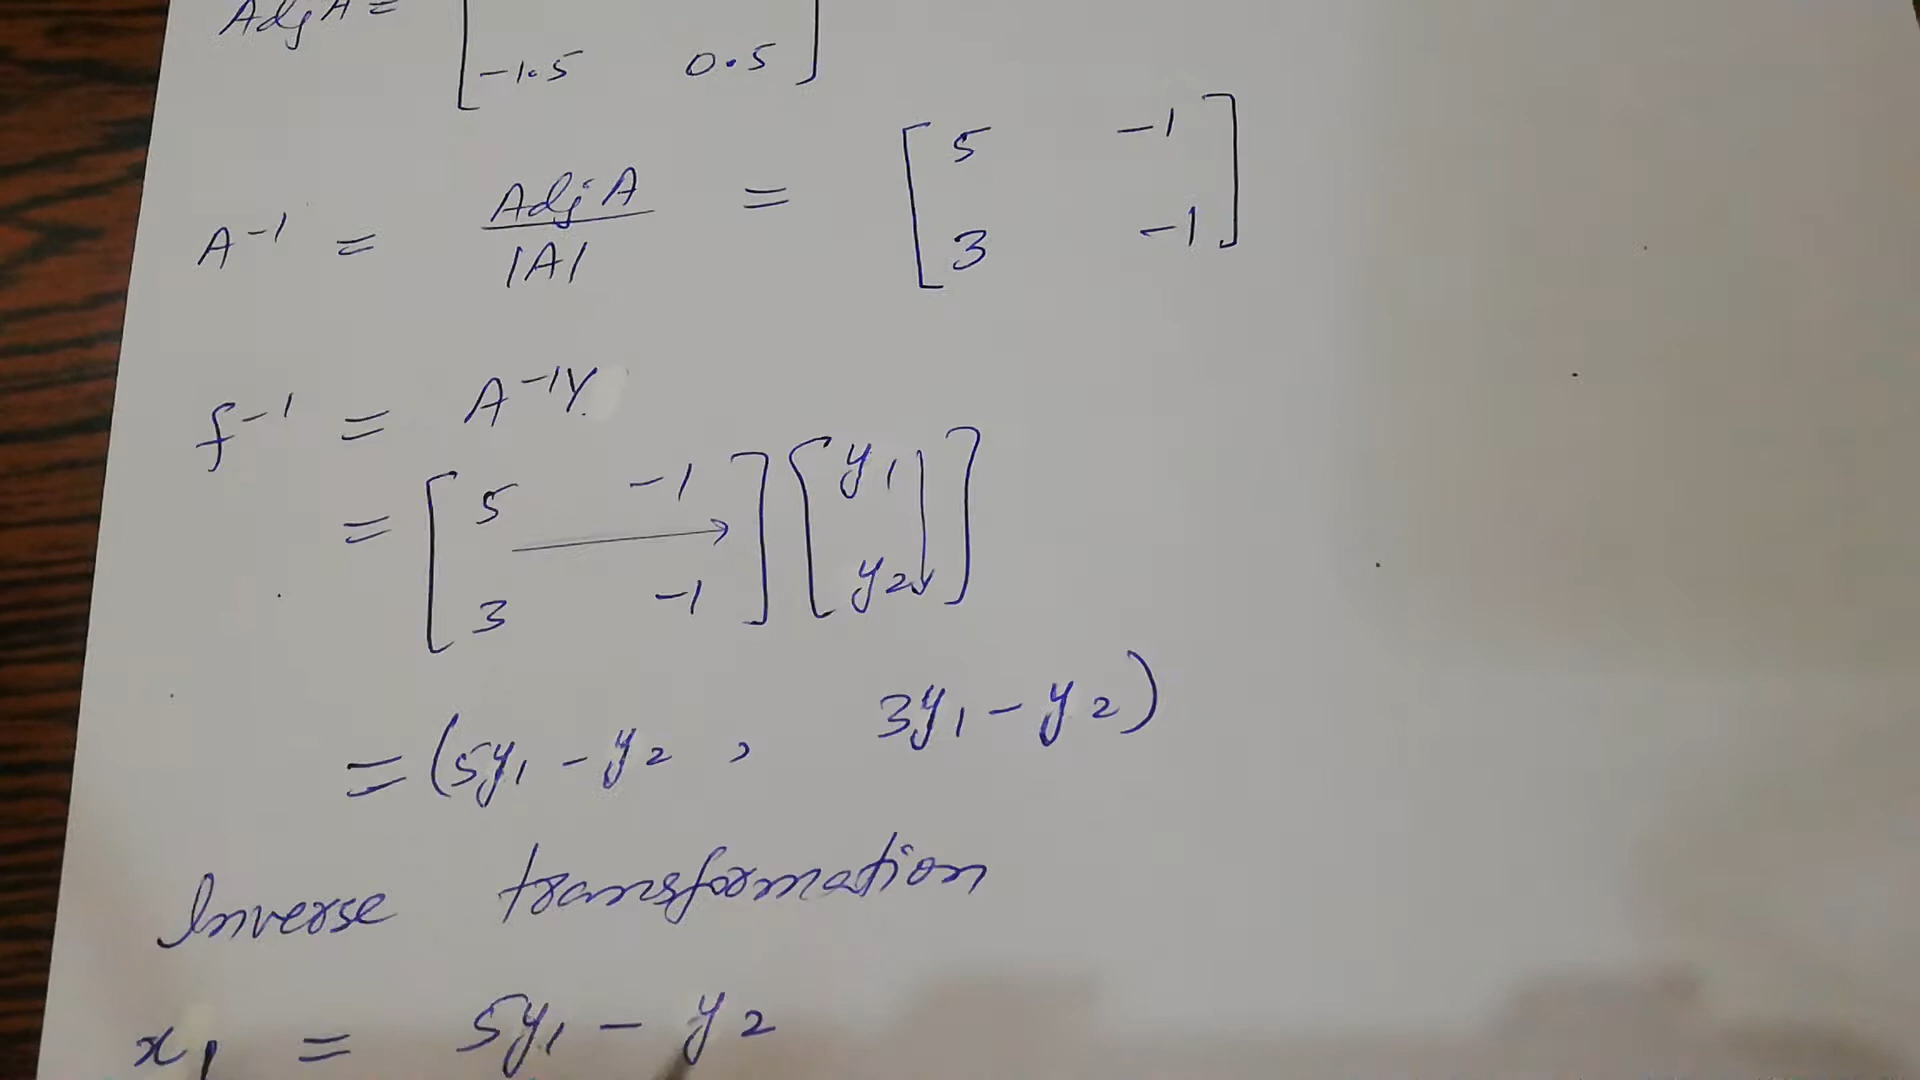 Adj A = [
-1.5 0.5 ]
A⁻¹ = Adj A / |A| = [ 5 -1
3 -1 ]
f⁻¹ = A⁻¹Y
= [ 5 -1 ] [ y₁ ]
[ 3 -1 ] [ y₂ ]
= (5y₁ - y₂ , 3y₁ - y₂)
Inverse transformation
x₁ = 5y₁ - y₂